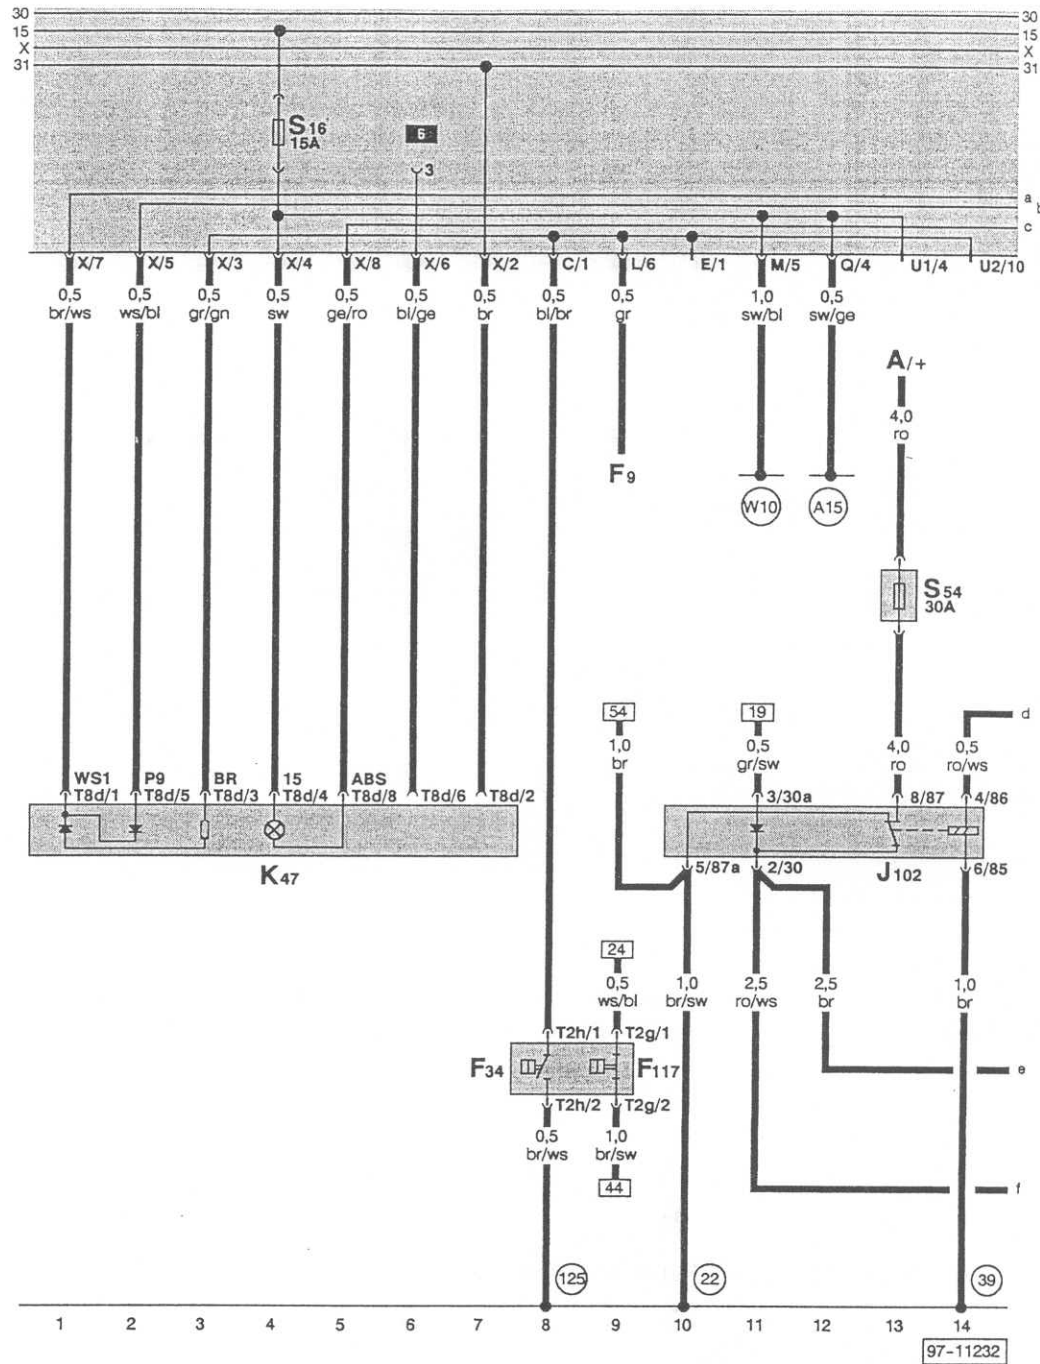 30 30
15 15
X X
31 31
S16
15A
6
3
a
b
c
X/7 X/5 X/3 X/4 X/8 X/6 X/2 C/1 L/6 E/1 M/5 Q/4 U1/4 U2/10
0,5 0,5 0,5 0,5 0,5 0,5 0,5 0,5 0,5 1,0 0,5
br/ws ws/bl gr/gn sw ge/ro bl/ge br bl/br gr sw/bl sw/ge
A/+
4,0
ro
F9
W10 A15
S54
30A
54 19 d
1,0 0,5 4,0 0,5
br gr/sw ro ro/ws
WS1 P9 BR 15 ABS
T8d/1 T8d/5 T8d/3 T8d/4 T8d/8 T8d/6 T8d/2
3/30a 8/87 4/86
K47
5/87a 2/30 J102 6/85
24
0,5 1,0 2,5 2,5 1,0
ws/bl br/sw ro/ws br br
T2h/1 T2g/1
F34 F117
e
T2h/2 T2g/2
0,5 1,0
br/ws br/sw
44
f
125 22 39
1 2 3 4 5 6 7 8 9 10 11 12 13 14
97-11232